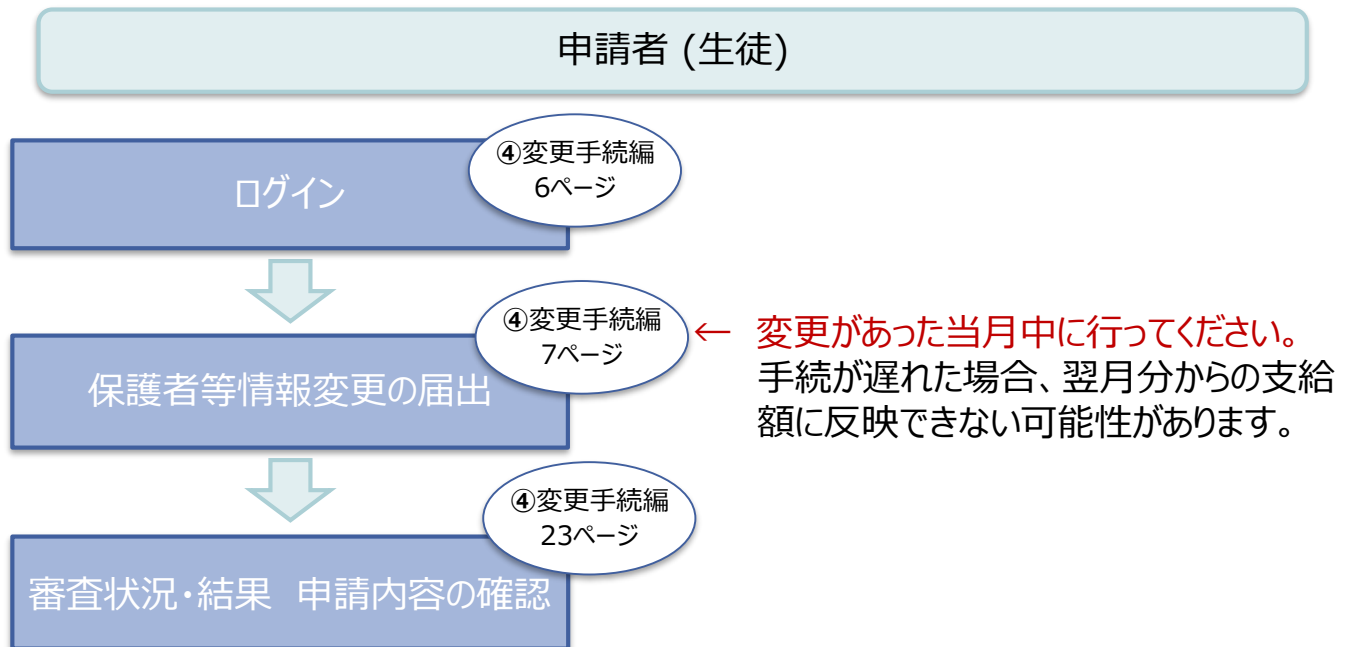 申請者 (生徒)
④変更手続編
6ページ
ログイン
④変更手続編
7ページ
← 変更があった当月中に行ってください。
手続が遅れた場合、翌月分からの支給
額に反映できない可能性があります。
保護者等情報変更の届出
④変更手続編
23ページ
審査状況・結果　申請内容の確認